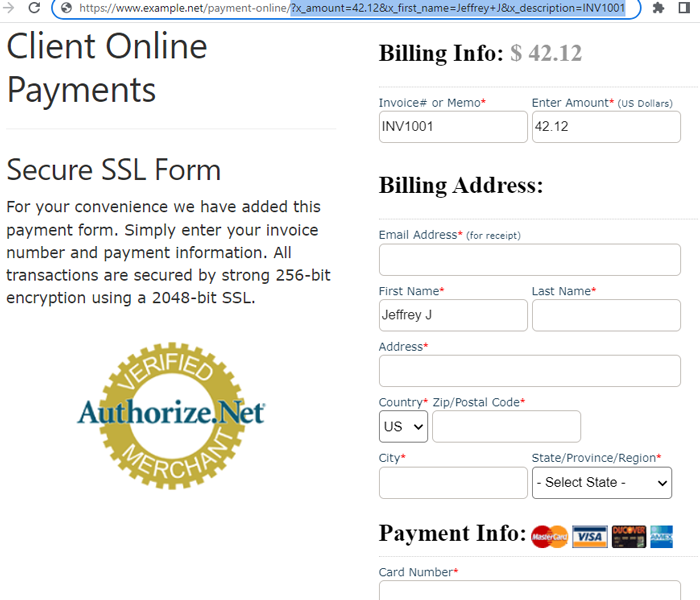 https://www.example.net/payment-online/?x_amount=42.12&x_first_name=Jeffrey+J&x_description=INV1001
Client Online
Payments
Secure SSL Form
For your convenience we have added this
payment form. Simply enter your invoice
number and payment information. All
transactions are secured by strong 256-bit
encryption using a 2048-bit SSL.
VERIFIED
Authorize.Net
MERCHANT
Billing Info: $ 42.12
Invoice# or Memo* Enter Amount* (US Dollars)
INV1001 42.12
Billing Address:
Email Address* (for receipt)
First Name* Last Name*
Jeffrey J
Address*
Country* Zip/Postal Code*
US
City* State/Province/Region*
- Select State -
Payment Info: MasterCard VISA DISCOVER AMEX
Card Number*